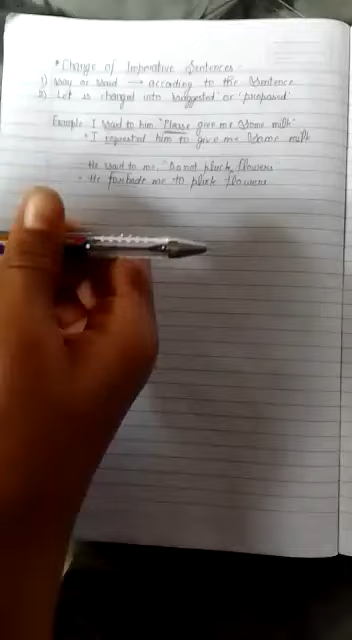 * Change of Imperative Sentences -
1) Say or Said → according to the Sentence
2) Let is changed into 'Suggested' or 'proposed'
Example - I said to him, "Please give me some milk"
• I requested him to give me some milk
He said to me, "Do not pluck flowers
• He forbade me to pluck flowers